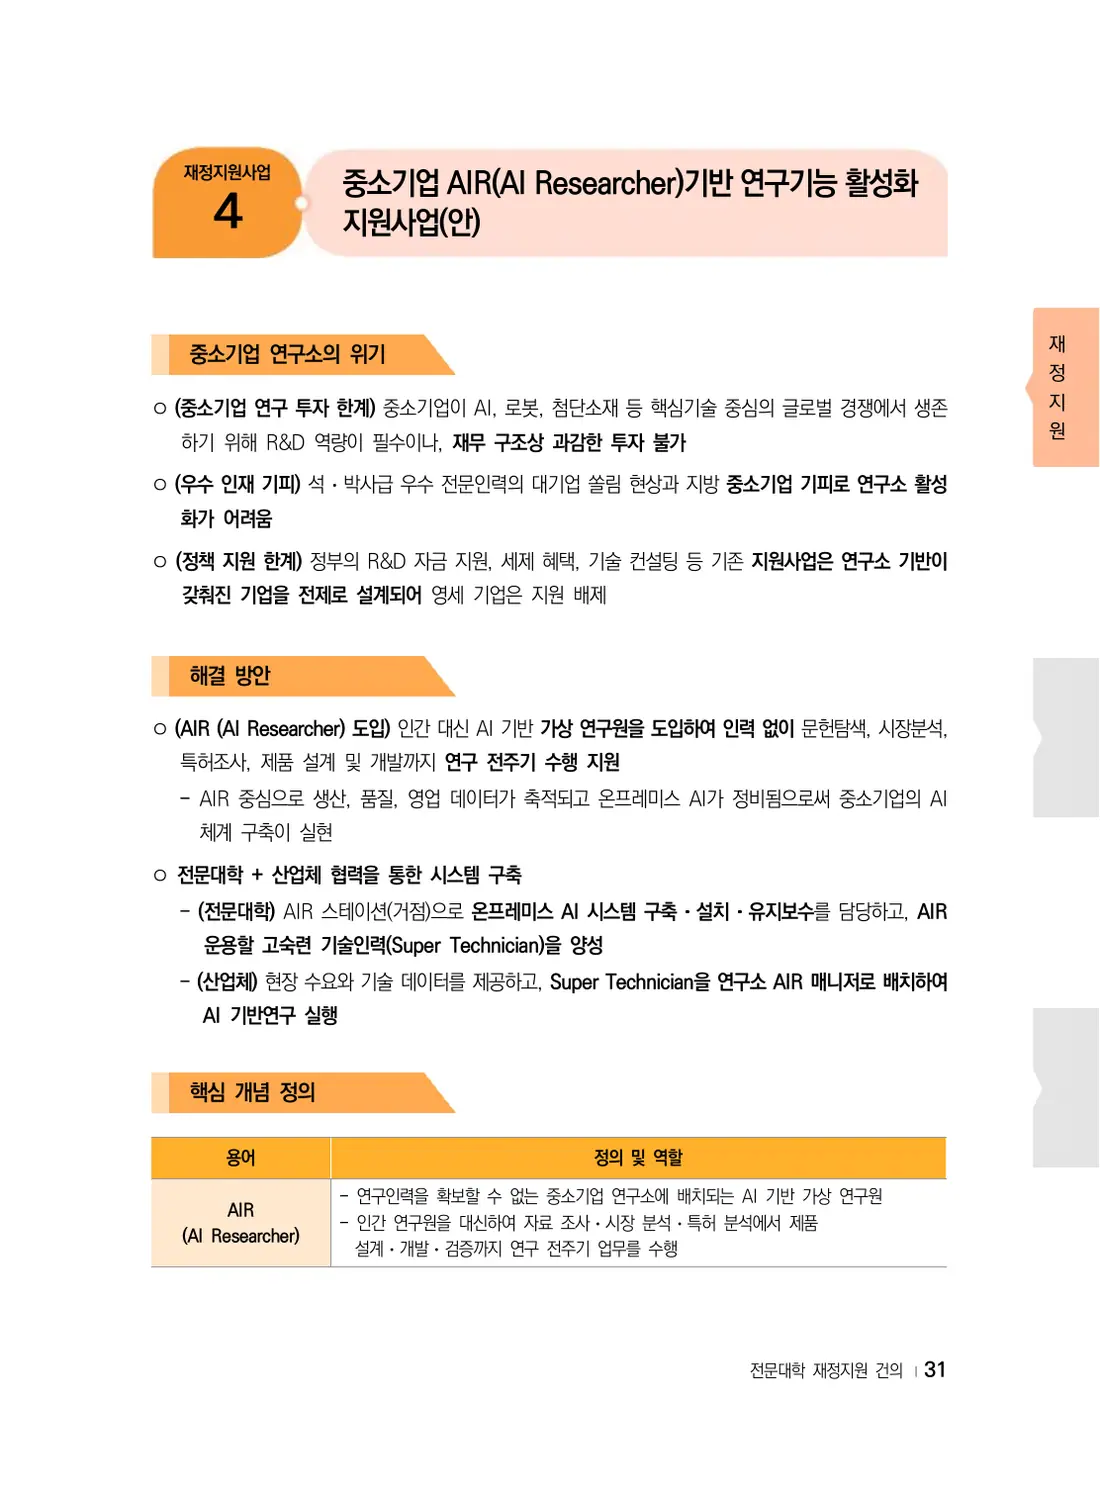 재정지원사업
4
중소기업 AIR(AI Researcher)기반 연구기능 활성화
지원사업(안)
재
정
지
원
중소기업 연구소의 위기
○ (중소기업 연구 투자 한계) 중소기업이 AI, 로봇, 첨단소재 등 핵심기술 중심의 글로벌 경쟁에서 생존
하기 위해 R&D 역량이 필수이나, 재무 구조상 과감한 투자 불가
○ (우수 인재 기피) 석·박사급 우수 전문인력의 대기업 쏠림 현상과 지방 중소기업 기피로 연구소 활성
화가 어려움
○ (정책 지원 한계) 정부의 R&D 자금 지원, 세제 혜택, 기술 컨설팅 등 기존 지원사업은 연구소 기반이
갖춰진 기업을 전제로 설계되어 영세 기업은 지원 배제
해결 방안
○ (AIR (AI Researcher) 도입) 인간 대신 AI 기반 가상 연구원을 도입하여 인력 없이 문헌탐색, 시장분석,
특허조사, 제품 설계 및 개발까지 연구 전주기 수행 지원
- AIR 중심으로 생산, 품질, 영업 데이터가 축적되고 온프레미스 AI가 정비됨으로써 중소기업의 AI
체계 구축이 실현
○ 전문대학 + 산업체 협력을 통한 시스템 구축
- (전문대학) AIR 스테이션(거점)으로 온프레미스 AI 시스템 구축·설치·유지보수를 담당하고, AIR
운용할 고숙련 기술인력(Super Technician)을 양성
- (산업체) 현장 수요와 기술 데이터를 제공하고, Super Technician을 연구소 AIR 매니저로 배치하여
AI 기반연구 실행
핵심 개념 정의
용어 정의 및 역할
AIR
(AI Researcher)
- 연구인력을 확보할 수 없는 중소기업 연구소에 배치되는 AI 기반 가상 연구원
- 인간 연구원을 대신하여 자료 조사·시장 분석·특허 분석에서 제품
설계·개발·검증까지 연구 전주기 업무를 수행
전문대학 재정지원 건의 | 31